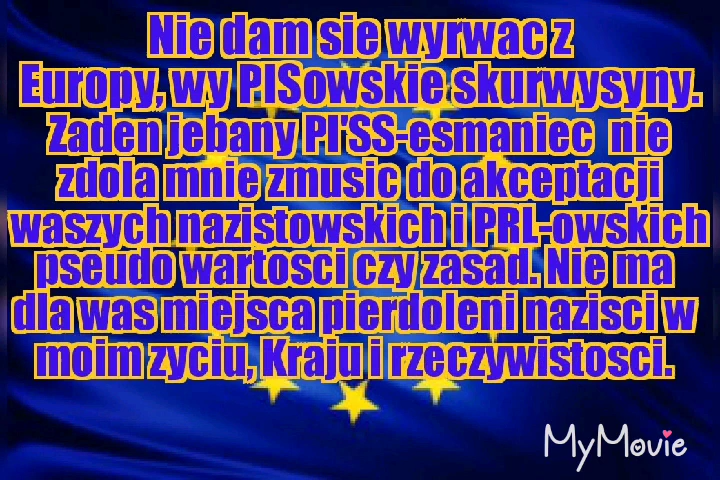 Nie dam sie wyrwac z
Europy, wy PISowskie skurwysyny.
Zaden jebany PI'SS-esmaniec nie
zdola mnie zmusic do akceptacji
waszych nazistowskich i PRL-owskich
pseudo wartosci czy zasad. Nie ma
dla was miejsca pierdoleni nazisci w
moim zyciu, Kraju i rzeczywistosci.
MyMovie